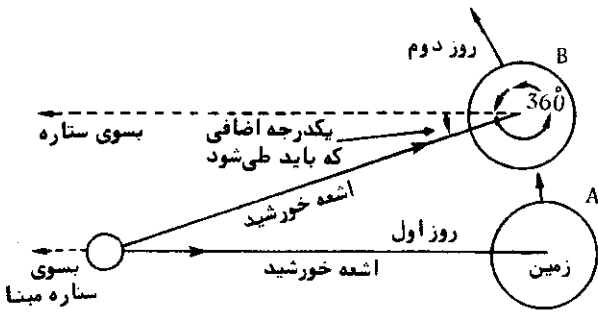 روز دوم
B
360°
بسوی ستاره
یکدرجه اضافی
که باید طی‌شود
اشعه خورشید
A
روز اول
زمین
اشعه خورشید
بسوی
ستاره مبنا